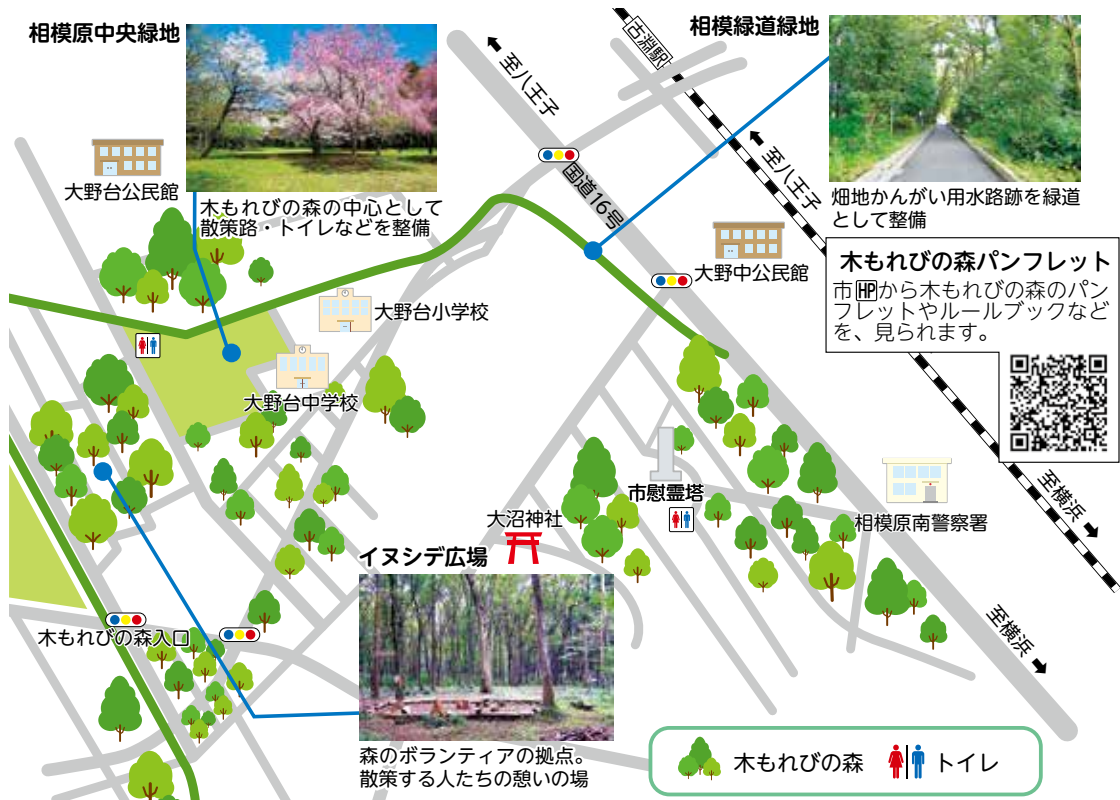 相模原中央緑地
木もれびの森の中心として
散策路・トイレなどを整備
大野台公民館
至八王子
古淵駅
相模緑道緑地
畑地かんがい用水路跡を緑道
として整備
至八王子
国道16号
大野中公民館
木もれびの森パンフレット
市HPから木もれびの森のパン
フレットやルールブックなど
を、見られます。
大野台小学校
大野台中学校
市慰霊塔
大沼神社
相模原南警察署
至横浜
至横浜
イヌシデ広場
森のボランティアの拠点。
散策する人たちの憩いの場
木もれびの森入口
木もれびの森
トイレ